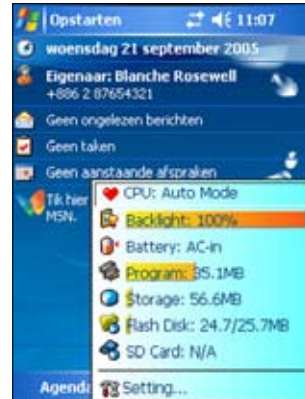 Opstarten 11:07
woensdag 21 september 2005
Eigenaar: Blanche Rosewell
+886 2 87654321
Geen ongelezen berichten
Geen taken
Geen aanstaande afspraken
Tik hier
MSN.
CPU: Auto Mode
Backlight: 100%
Battery: AC-in
Program: 35.1MB
Storage: 56.6MB
Flash Disk: 24.7/25.7MB
SD Card: N/A
Agenda
Setting...